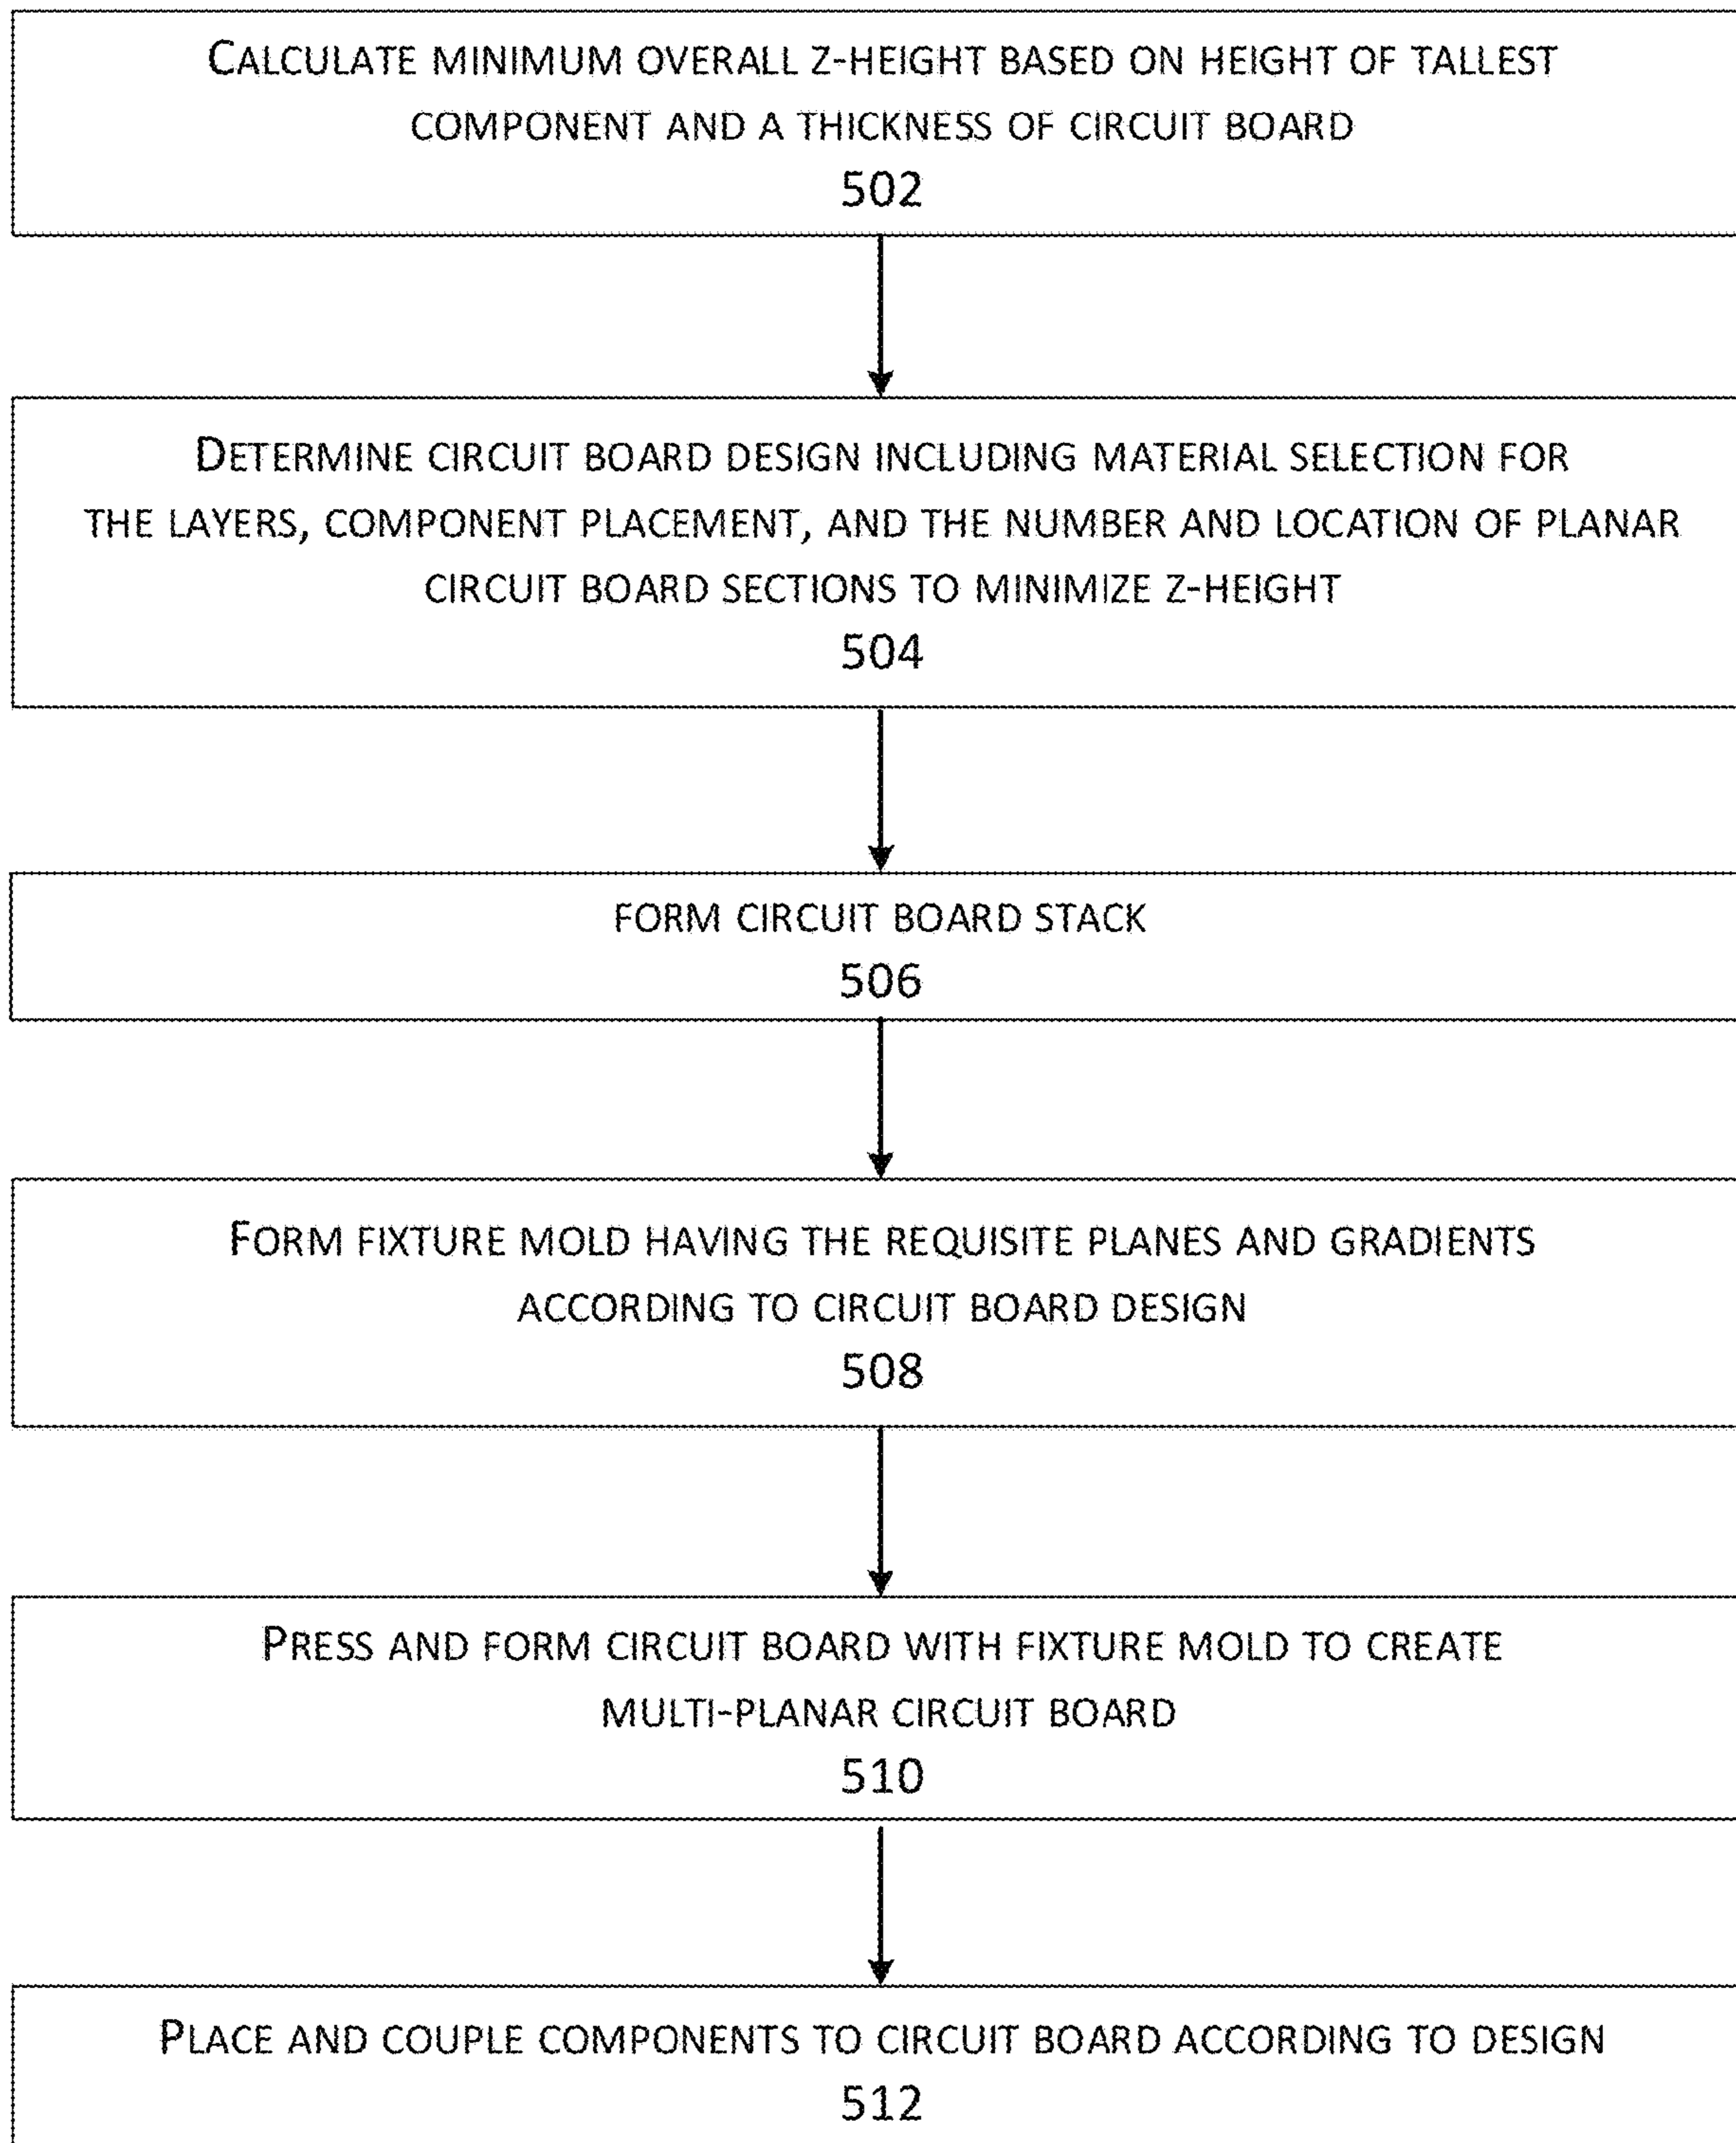 CALCULATE MINIMUM OVERALL Z-HEIGHT BASED ON HEIGHT OF TALLEST
COMPONENT AND A THICKNESS OF CIRCUIT BOARD
502
DETERMINE CIRCUIT BOARD DESIGN INCLUDING MATERIAL SELECTION FOR
THE LAYERS, COMPONENT PLACEMENT, AND THE NUMBER AND LOCATION OF PLANAR
CIRCUIT BOARD SECTIONS TO MINIMIZE Z-HEIGHT
504
FORM CIRCUIT BOARD STACK
506
FORM FIXTURE MOLD HAVING THE REQUISITE PLANES AND GRADIENTS
ACCORDING TO CIRCUIT BOARD DESIGN
508
PRESS AND FORM CIRCUIT BOARD WITH FIXTURE MOLD TO CREATE
MULTI-PLANAR CIRCUIT BOARD
510
PLACE AND COUPLE COMPONENTS TO CIRCUIT BOARD ACCORDING TO DESIGN
512